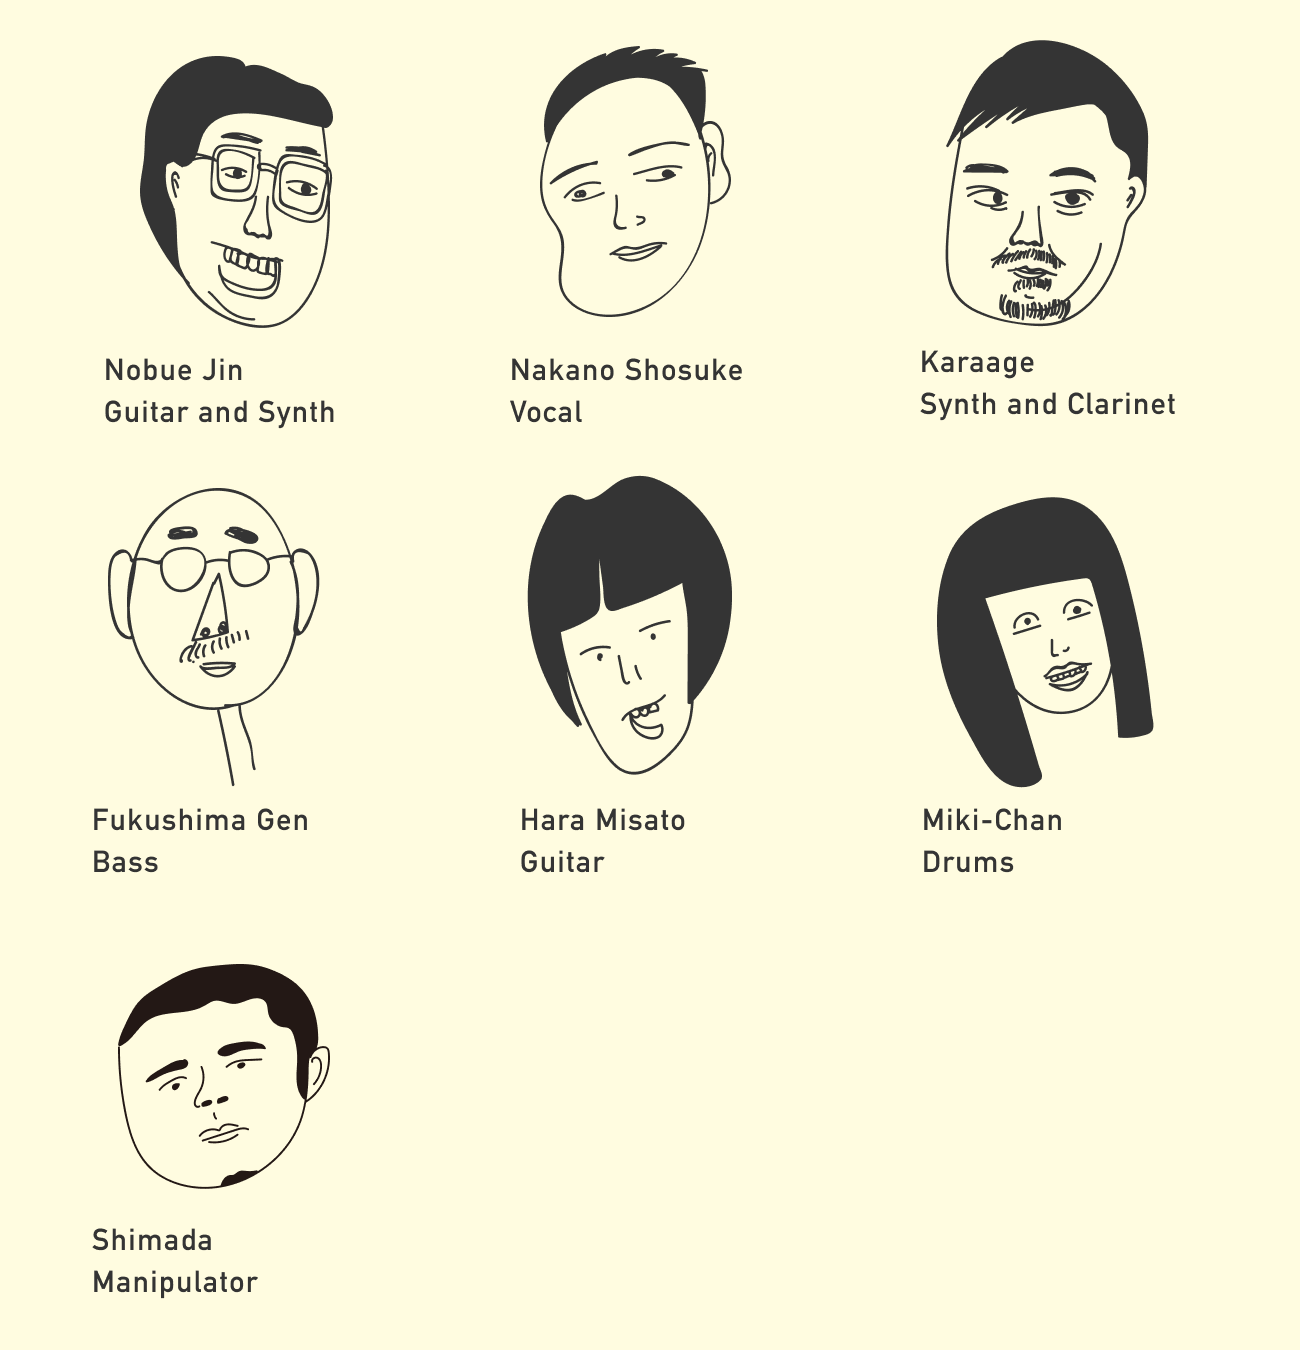 Nobue Jin
Guitar and Synth
Nakano Shosuke
Vocal
Karaage
Synth and Clarinet
Fukushima Gen
Bass
Hara Misato
Guitar
Miki-Chan
Drums
Shimada
Manipulator